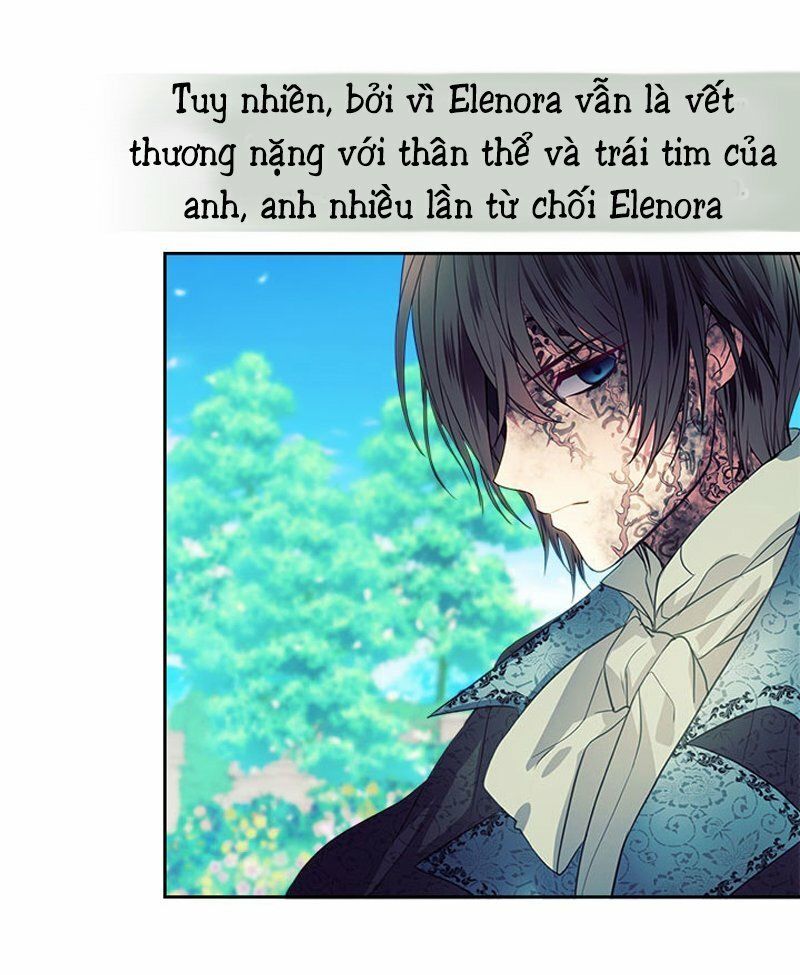 Tuy nhiên, bởi vì Elenora vẫn là vết
thương nặng với thân thể và trái tim của
anh, anh nhiều lần từ chối Elenora